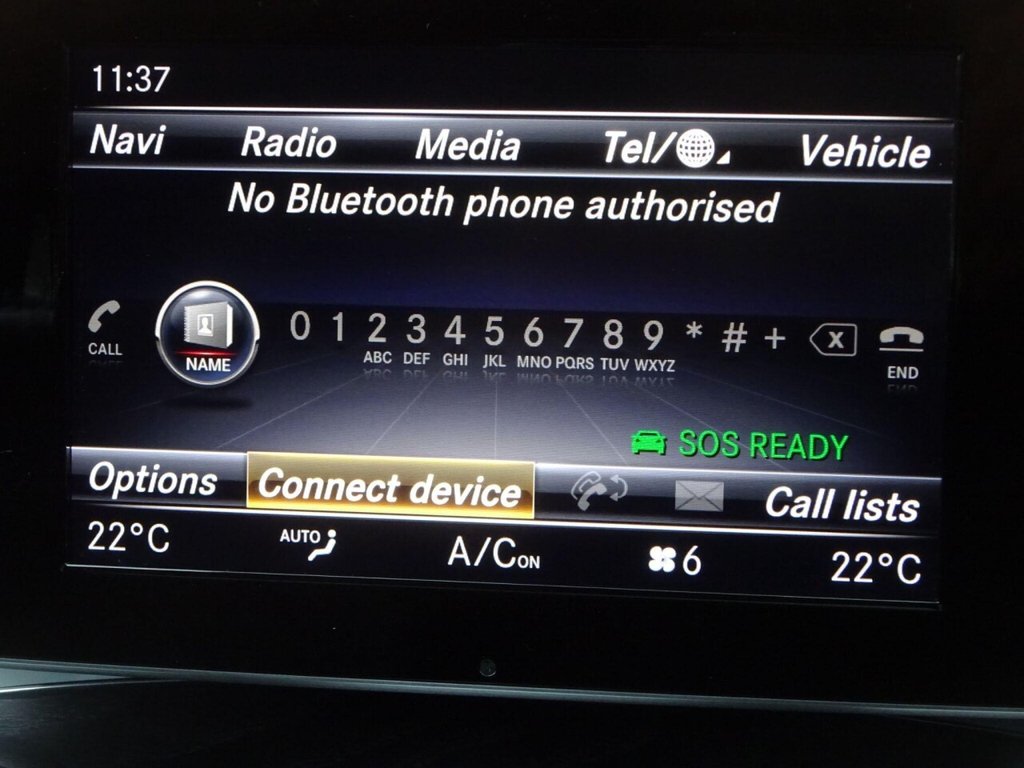 11:37
Navi Radio Media Tel/ Vehicle
No Bluetooth phone authorised
0 1 2 3 4 5 6 7 8 9 * # + X
ABC DEF GHI JKL MNO PQRS TUV WXYZ
CALL NAME END
SOS READY
Options Connect device Call lists
22°C AUTO A/C ON 6 22°C